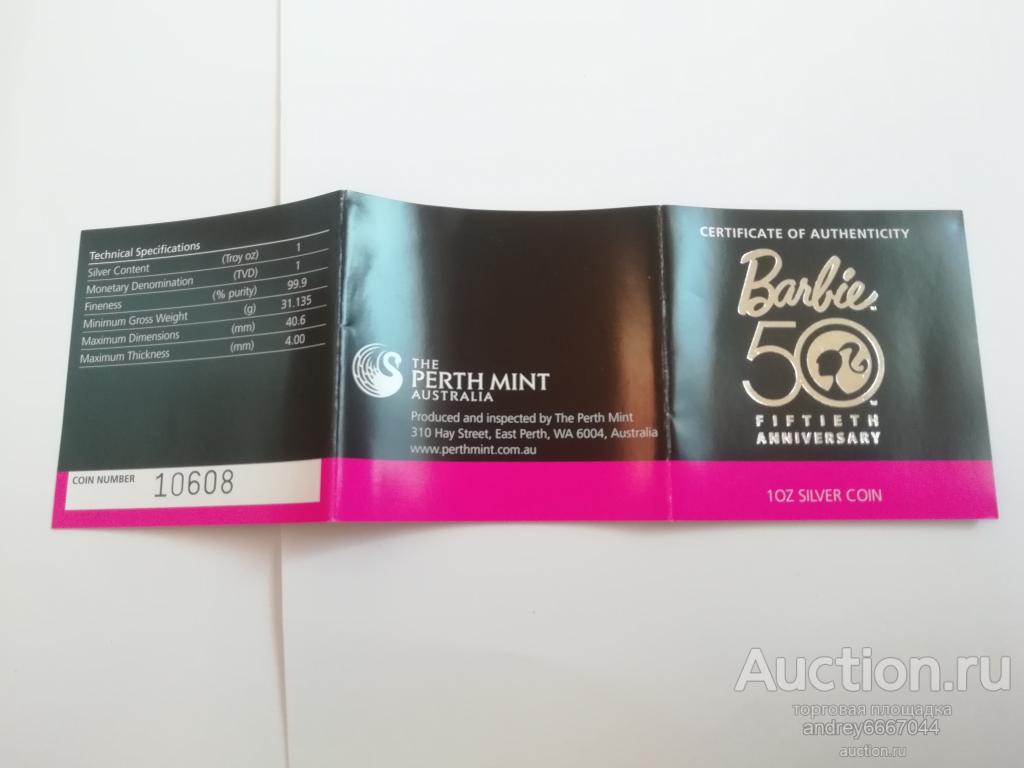 Technical Specifications
Silver Content (Troy oz) 1
Monetary Denomination (TVD) 1
Fineness (% purity) 99.9
Minimum Gross Weight (g) 31.135
Maximum Dimensions (mm) 40.6
Maximum Thickness (mm) 4.00
COIN NUMBER 10608
THE
PERTH MINT
AUSTRALIA
Produced and inspected by The Perth Mint
310 Hay Street, East Perth, WA 6004, Australia
www.perthmint.com.au
CERTIFICATE OF AUTHENTICITY
Barbie™
50™
FIFTIETH
ANNIVERSARY
1OZ SILVER COIN
Auction.ru
торговая площадка
andrey6667044
auction.ru